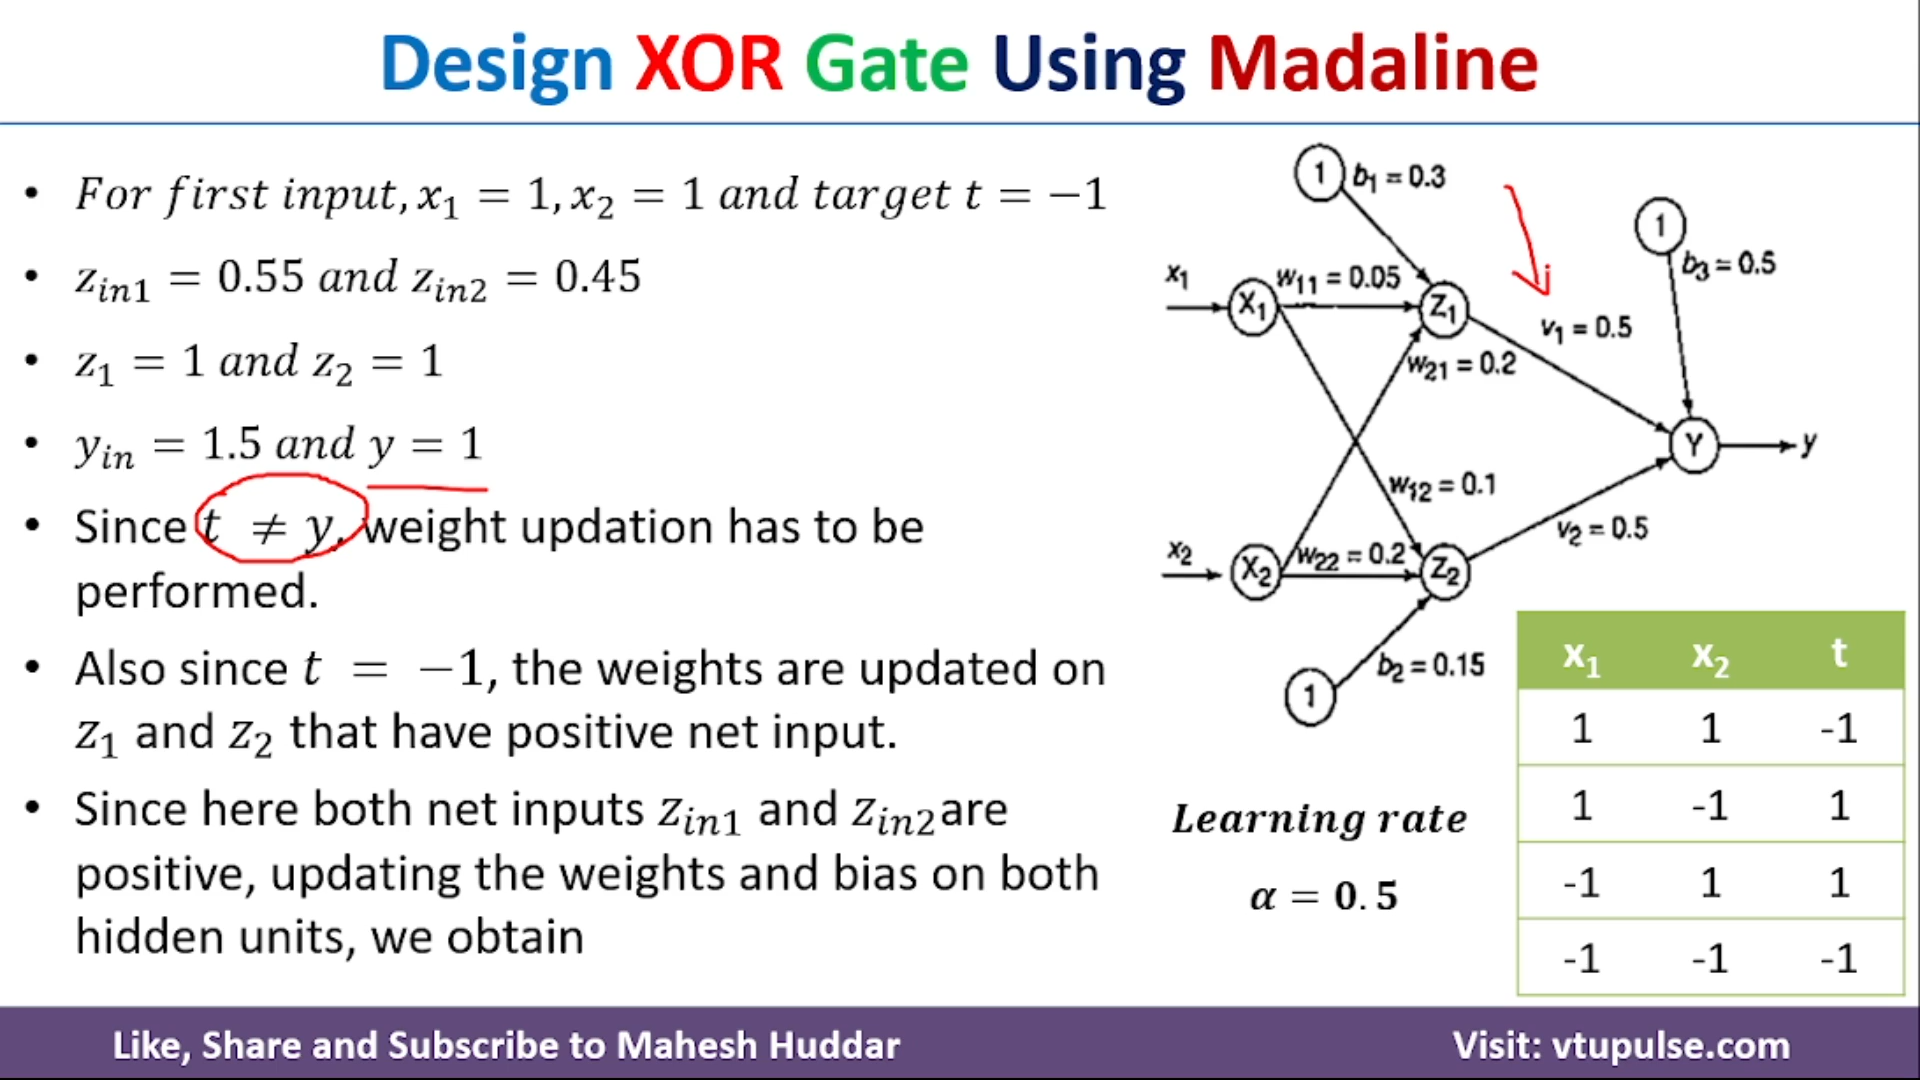 Design XOR Gate Using Madaline
• For first input, x₁ = 1, x₂ = 1 and target t = −1
• z_in1 = 0.55 and z_in2 = 0.45
• z₁ = 1 and z₂ = 1
• y_in = 1.5 and y = 1
• Since t ≠ y, weight updation has to be
performed.
• Also since t = −1, the weights are updated on
z₁ and z₂ that have positive net input.
• Since here both net inputs z_in1 and z_in2 are
positive, updating the weights and bias on both
hidden units, we obtain
1 b₁ = 0.3
1
b₃ = 0.5
x₁
X₁
w₁₁ = 0.05
Z₁
v₁ = 0.5
w₂₁ = 0.2
Y
y
w₁₂ = 0.1
v₂ = 0.5
x₂
X₂
w₂₂ = 0.2
Z₂
b₂ = 0.15
1
Learning rate
α = 0.5
x₁ x₂ t
1 1 -1
1 -1 1
-1 1 1
-1 -1 -1
Like, Share and Subscribe to Mahesh Huddar
Visit: vtupulse.com